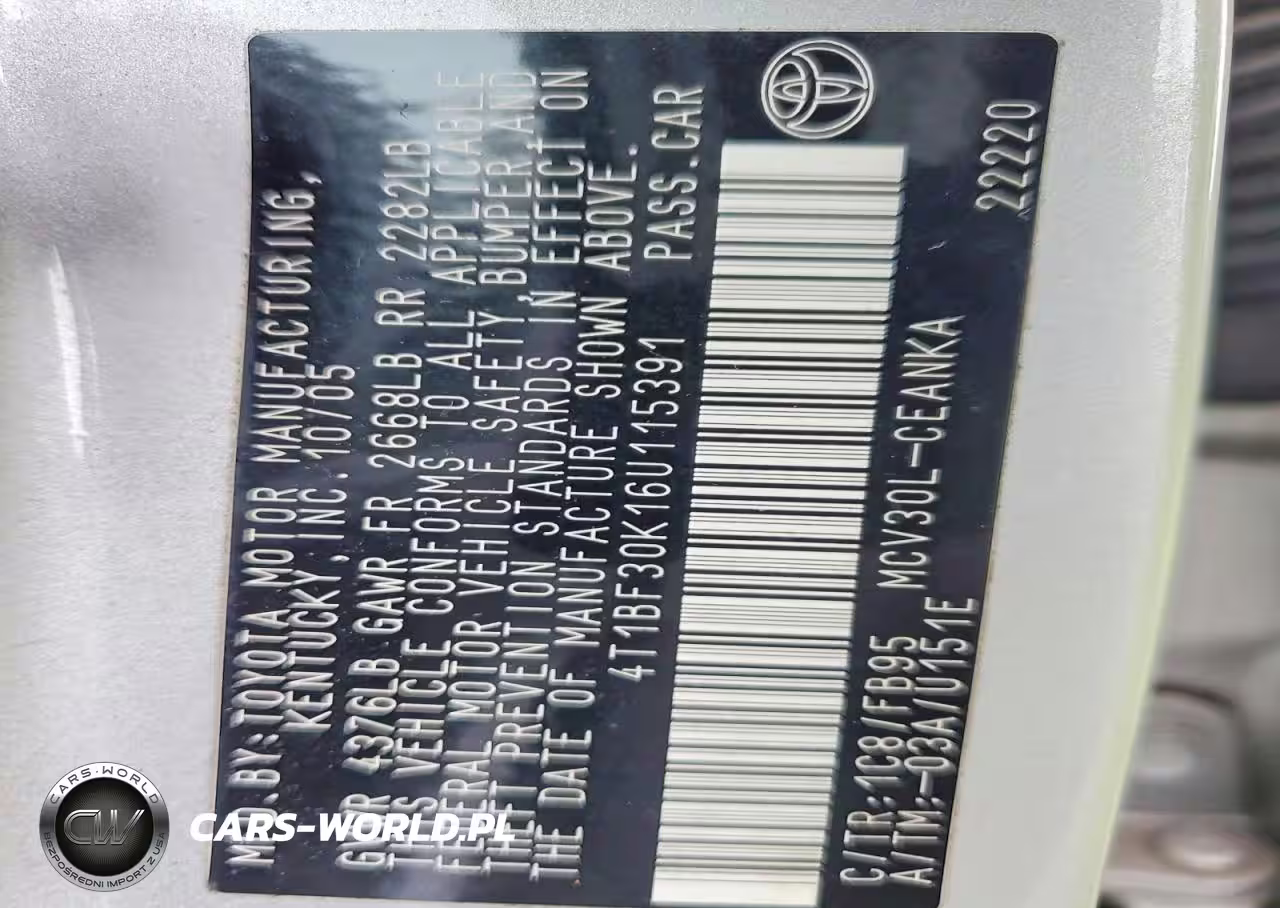 MFD.BY:TOYOTA MOTOR MANUFACTURING,
KENTUCKY, INC. 10/05
GVWR 4376LB GAWR FR 2668LB RR 2282LB
THIS VEHICLE CONFORMS TO ALL APPLICABLE
FEDERAL MOTOR VEHICLE SAFETY, BUMPER, AND
THEFT PREVENTION STANDARDS IN EFFECT ON
THE DATE OF MANUFACTURE SHOWN ABOVE.
4T1BF30K16U115391 PASS.CAR
C/TR:1C8/FB95 MCV30L-CEANKA
A/TM:-03A/U151E 22220
CARS-WORLD
CW
BEZPOŚREDNI IMPORT Z USA
CARS-WORLD.PL